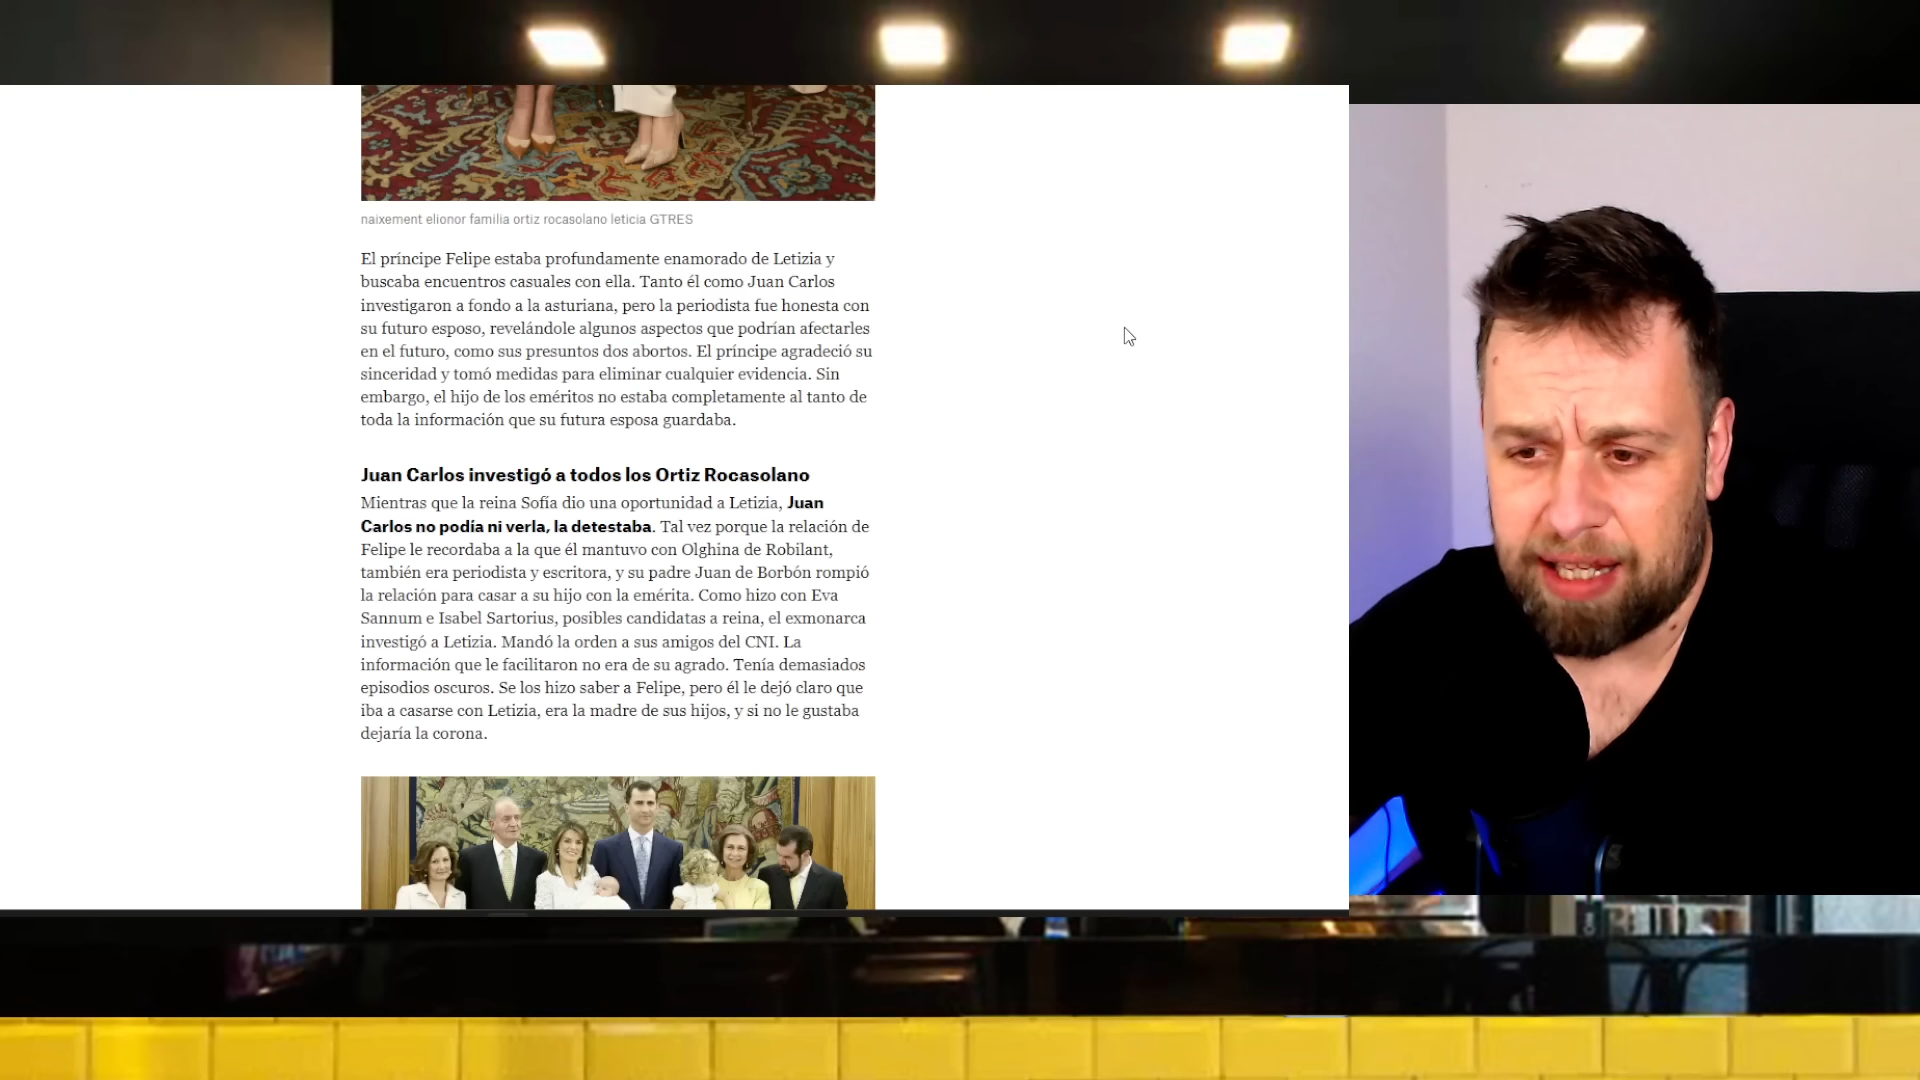 naixement elionor familia ortiz rocasolano leticia GTRES
El príncipe Felipe estaba profundamente enamorado de Letizia y
buscaba encuentros casuales con ella. Tanto él como Juan Carlos
investigaron a fondo a la asturiana, pero la periodista fue honesta con
su futuro esposo, revelándole algunos aspectos que podrían afectarles
en el futuro, como sus presuntos dos abortos. El príncipe agradeció su
sinceridad y tomó medidas para eliminar cualquier evidencia. Sin
embargo, el hijo de los eméritos no estaba completamente al tanto de
toda la información que su futura esposa guardaba.
Juan Carlos investigó a todos los Ortiz Rocasolano
Mientras que la reina Sofía dio una oportunidad a Letizia, Juan
Carlos no podía ni verla, la detestaba. Tal vez porque la relación de
Felipe le recordaba a la que él mantuvo con Olghina de Robilant,
también era periodista y escritora, y su padre Juan de Borbón rompió
la relación para casar a su hijo con la emérita. Como hizo con Eva
Sannum e Isabel Sartorius, posibles candidatas a reina, el exmonarca
investigó a Letizia. Mandó la orden a sus amigos del CNI. La
información que le facilitaron no era de su agrado. Tenía demasiados
episodios oscuros. Se los hizo saber a Felipe, pero él le dejó claro que
iba a casarse con Letizia, era la madre de sus hijos, y si no le gustaba
dejaría la corona.